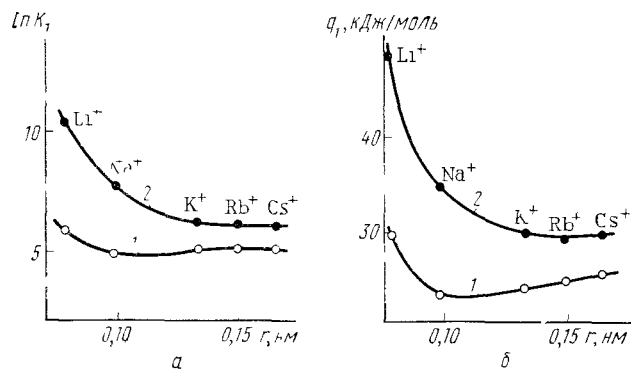 ln K₁
10
5
Li⁺
Na⁺
2
K⁺
Rb⁺
Cs⁺
1
0,10
0,15 r, нм
а
q₁, кДж/моль
40
30
Li⁺
Na⁺
2
K⁺
Rb⁺
Cs⁺
1
0,10
0,15 r, нм
б